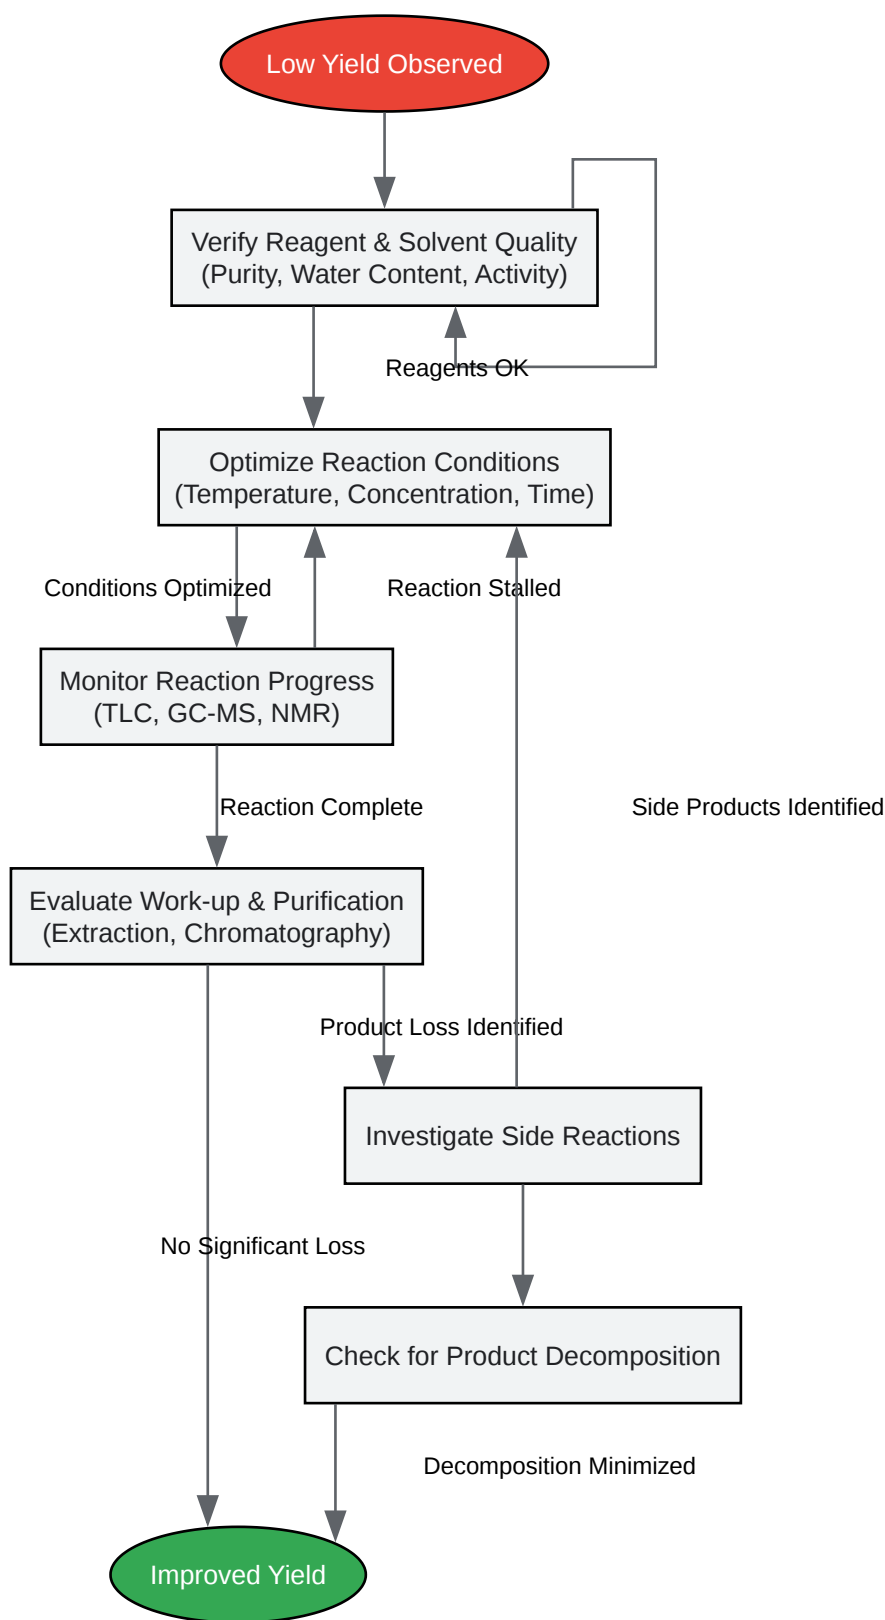 Low Yield Observed
Verify Reagent & Solvent Quality
(Purity, Water Content, Activity)
Reagents OK
Optimize Reaction Conditions
(Temperature, Concentration, Time)
Conditions Optimized
Reaction Stalled
Monitor Reaction Progress
(TLC, GC-MS, NMR)
Reaction Complete
Side Products Identified
Evaluate Work-up & Purification
(Extraction, Chromatography)
Product Loss Identified
Investigate Side Reactions
No Significant Loss
Check for Product Decomposition
Decomposition Minimized
Improved Yield